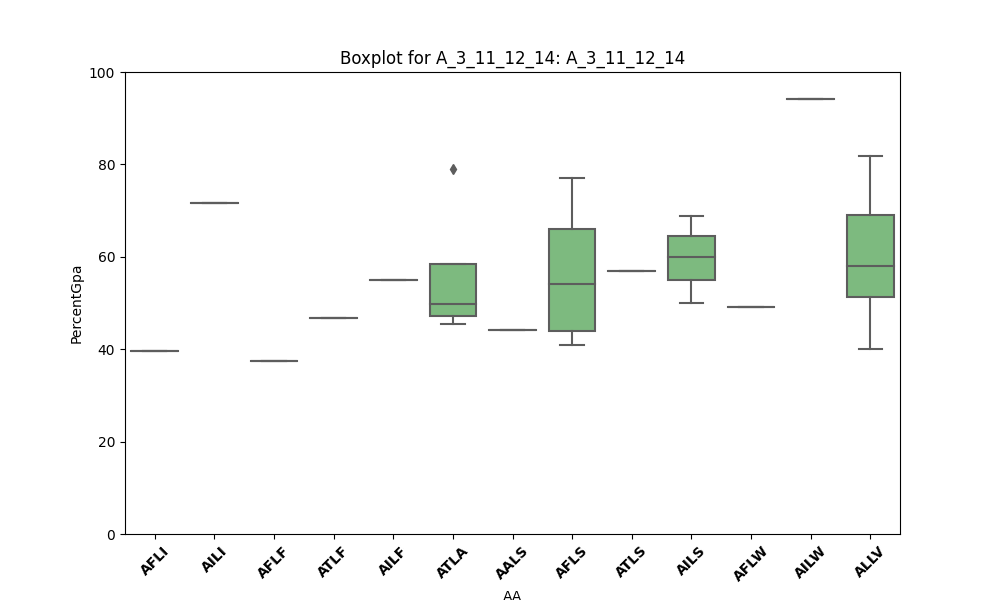 Boxplot for A_3_11_12_14: A_3_11_12_14
PercentGpa
100
80
60
40
20
0
AFLI AILI AFLF ATLF AILF ATLA AALS AFLS ATLS AILS AFLW AILW ALLV
AA